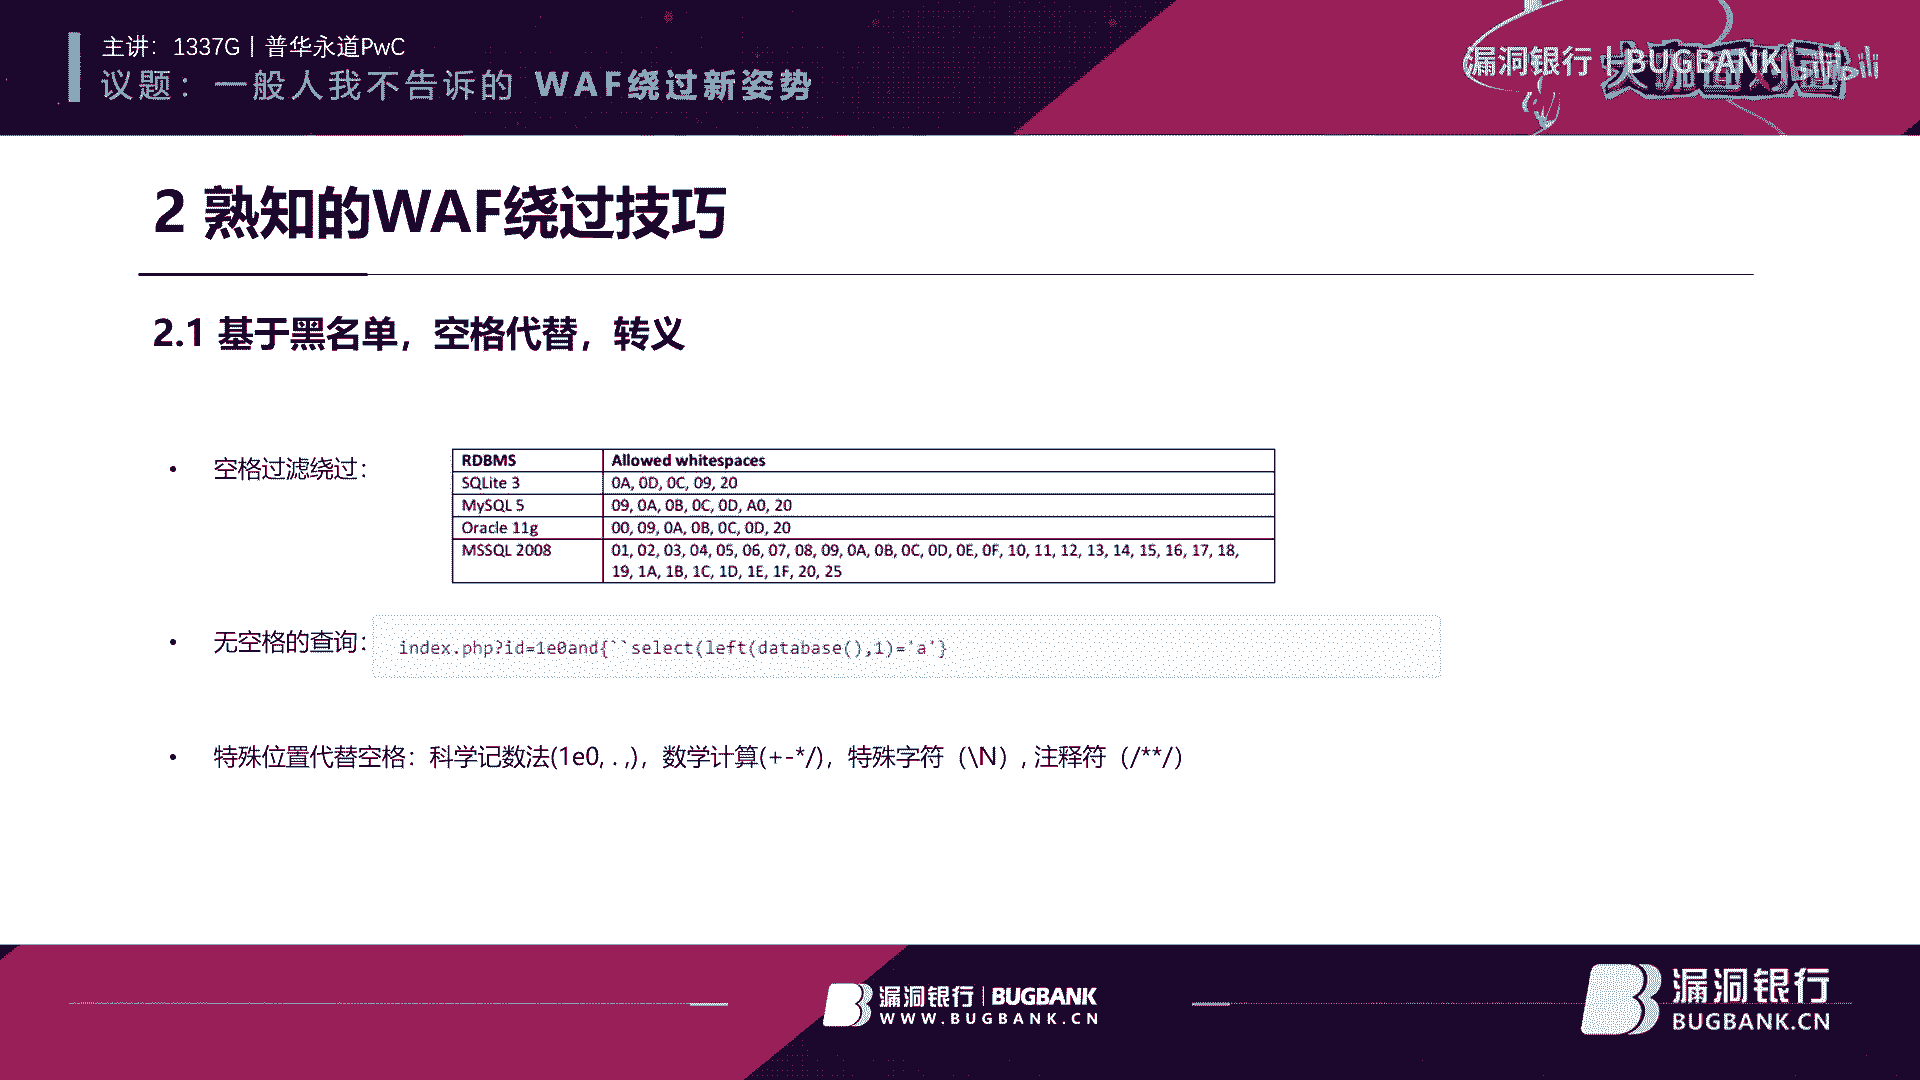 主讲：1337G | 普华永道PwC
议题：一般人我不告诉的 WAF绕过新姿势
漏洞银行 | BUGBANK
2 熟知的WAF绕过技巧
2.1 基于黑名单，空格代替，转义
• 空格过滤绕过：
RDBMS Allowed whitespaces
SQLite 3 0A, 0D, 0C, 09, 20
MySQL 5 09, 0A, 0B, 0C, 0D, A0, 20
Oracle 11g 00, 09, 0A, 0B, 0C, 0D, 20
MSSQL 2008 01, 02, 03, 04, 05, 06, 07, 08, 09, 0A, 0B, 0C, 0D, 0E, 0F, 10, 11, 12, 13, 14, 15, 16, 17, 18,
19, 1A, 1B, 1C, 1D, 1E, 1F, 20, 25
• 无空格的查询： index.php?id=1e0and{``select(left(database(),1)='a'}
• 特殊位置代替空格：科学记数法(1e0, . ,)，数学计算(+-*/)，特殊字符（\N）, 注释符（/**/）
漏洞银行 | BUGBANK
WWW.BUGBANK.CN
漏洞银行
BUGBANK.CN